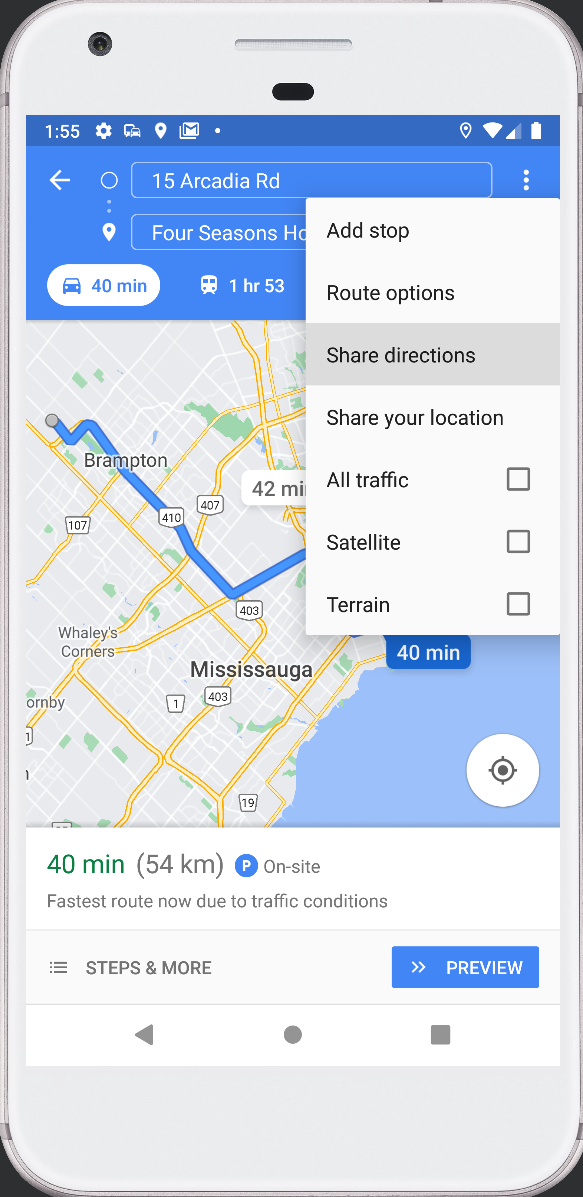 1:55
15 Arcadia Rd
Four Seasons Ho
40 min
1 hr 53
Add stop
Route options
Share directions
Share your location
All traffic
Satellite
Terrain
Brampton
42 mi
407
410
107
403
Whaley's
Corners
40 min
Mississauga
403
ornby
1
1
19
40 min (54 km) P On-site
Fastest route now due to traffic conditions
STEPS & MORE
PREVIEW